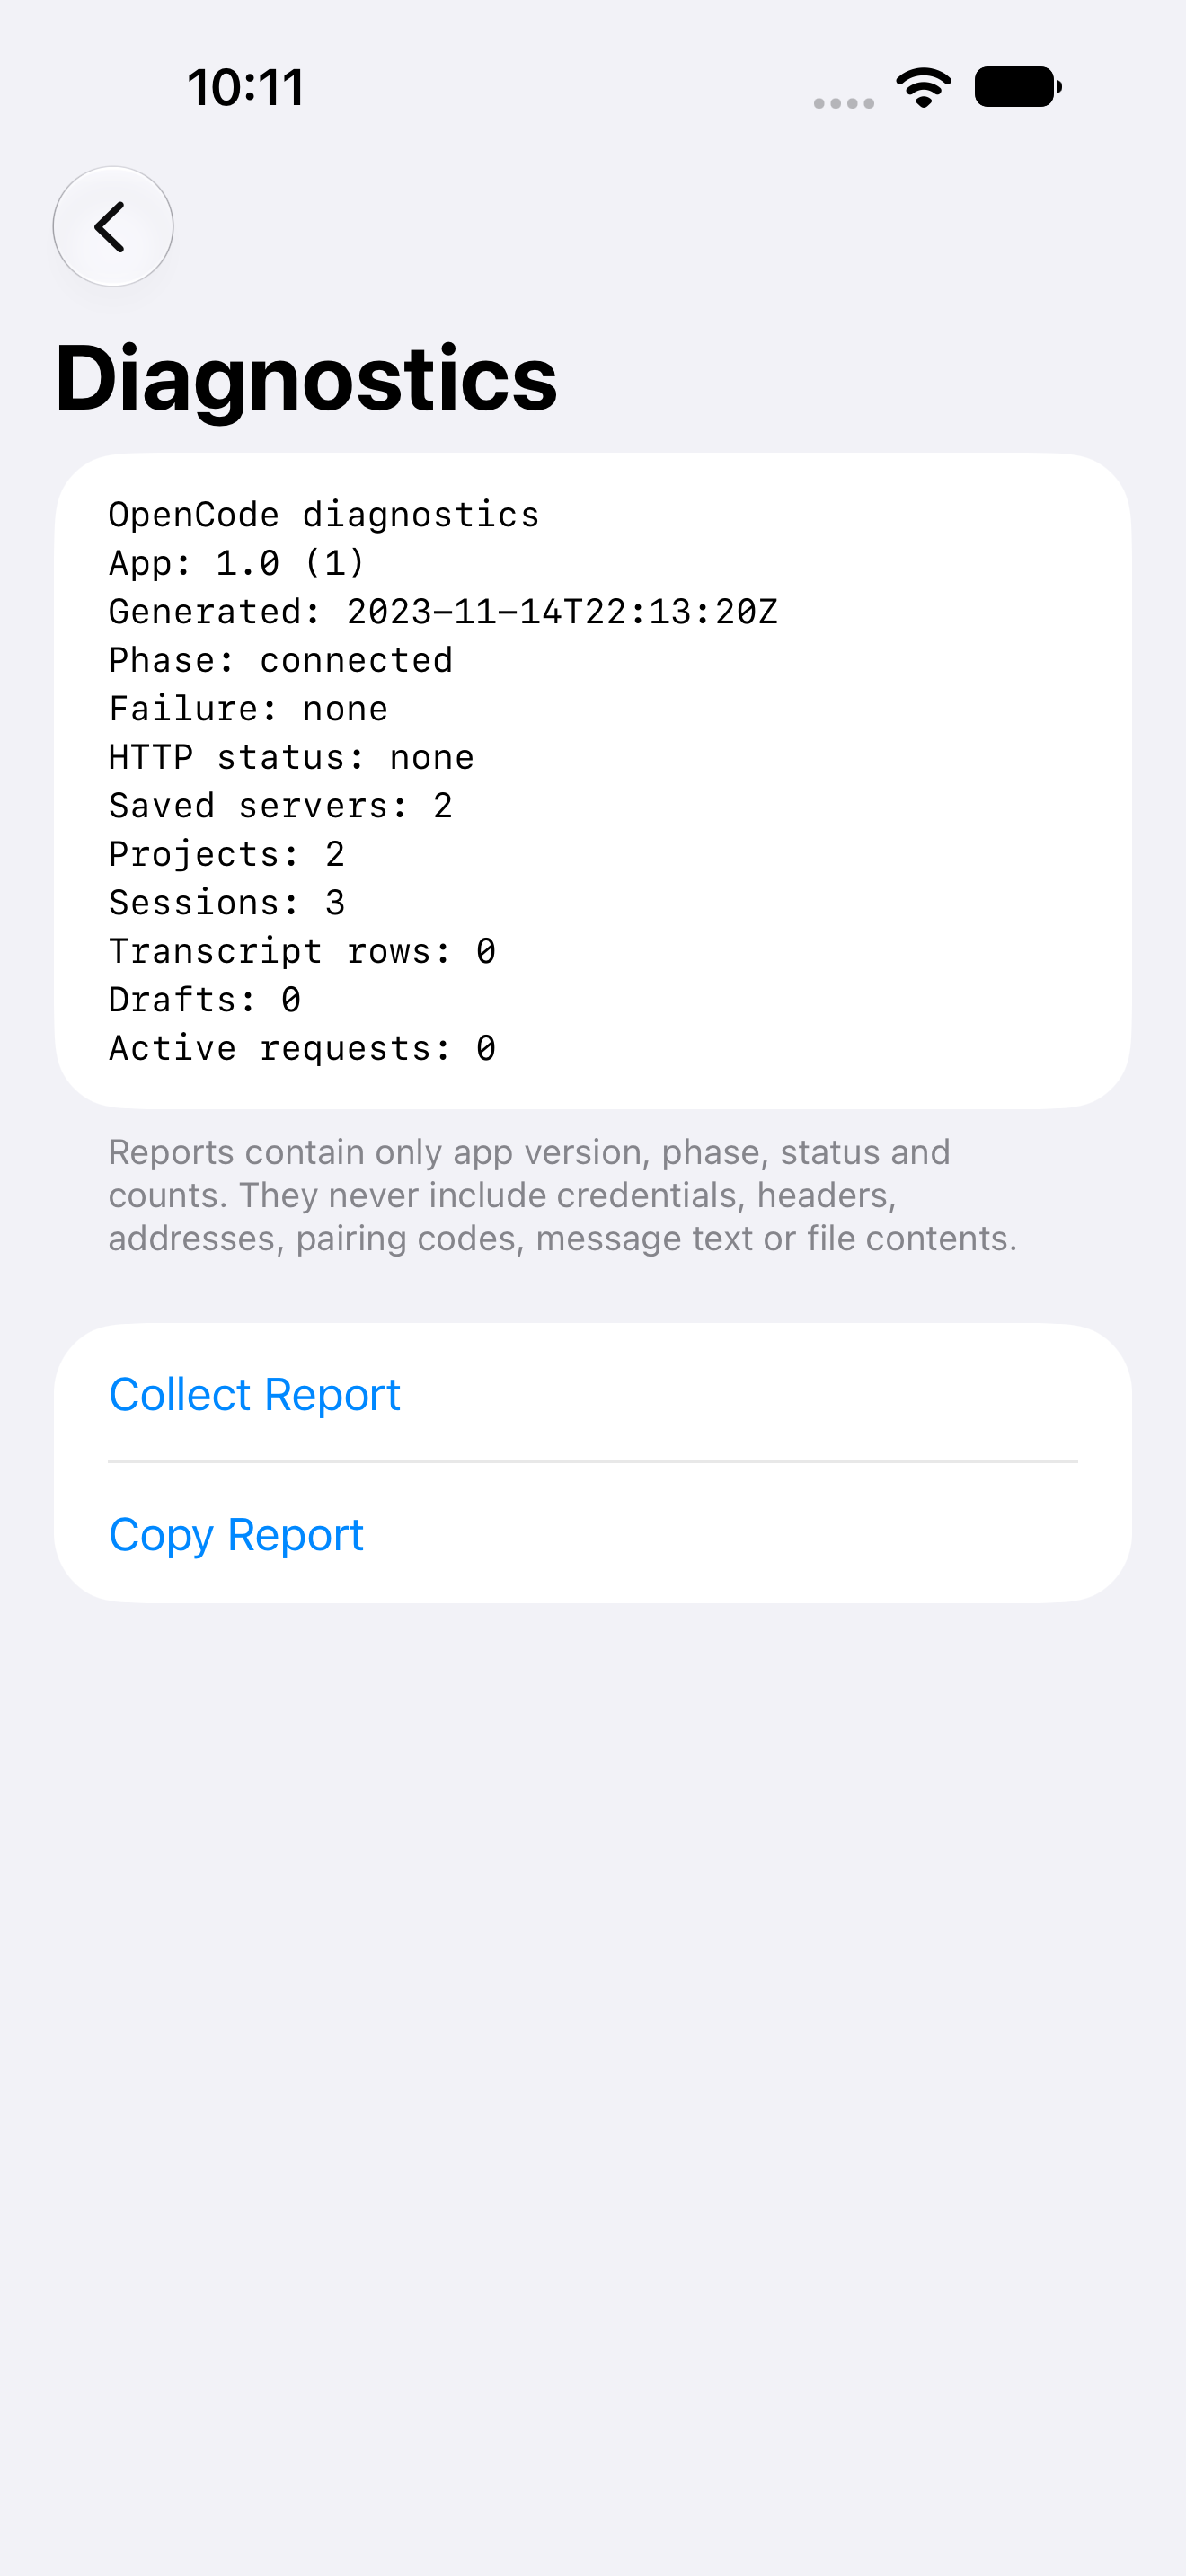 10:11
Diagnostics
OpenCode diagnostics
App: 1.0 (1)
Generated: 2023-11-14T22:13:20Z
Phase: connected
Failure: none
HTTP status: none
Saved servers: 2
Projects: 2
Sessions: 3
Transcript rows: 0
Drafts: 0
Active requests: 0
Reports contain only app version, phase, status and
counts. They never include credentials, headers,
addresses, pairing codes, message text or file contents.
Collect Report
Copy Report